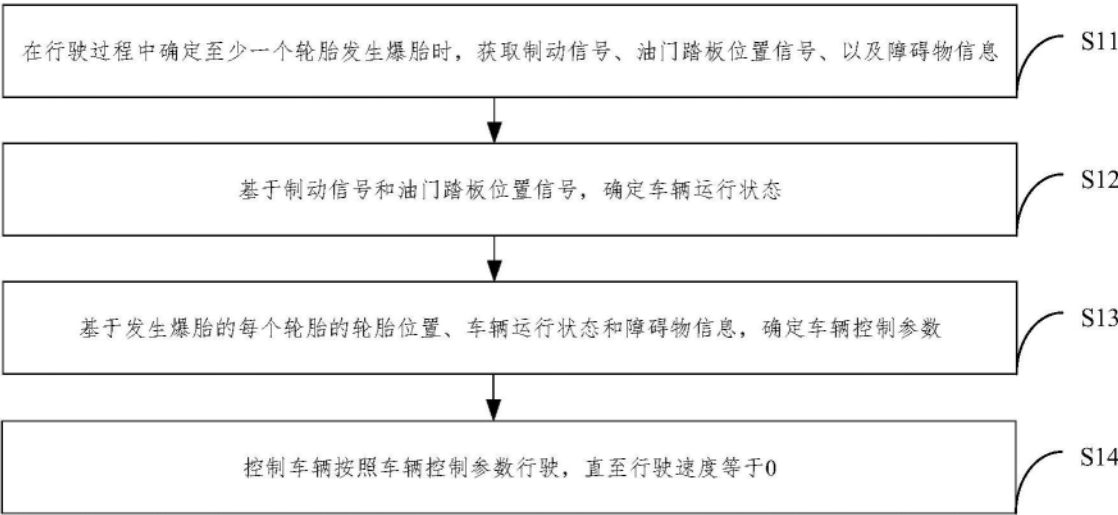 在行驶过程中确定至少一个轮胎发生爆胎时，获取制动信号、油门踏板位置信号、以及障碍物信息
S11
基于制动信号和油门踏板位置信号，确定车辆运行状态
S12
基于发生爆胎的每个轮胎的轮胎位置、车辆运行状态和障碍物信息，确定车辆控制参数
S13
控制车辆按照车辆控制参数行驶，直至行驶速度等于0
S14